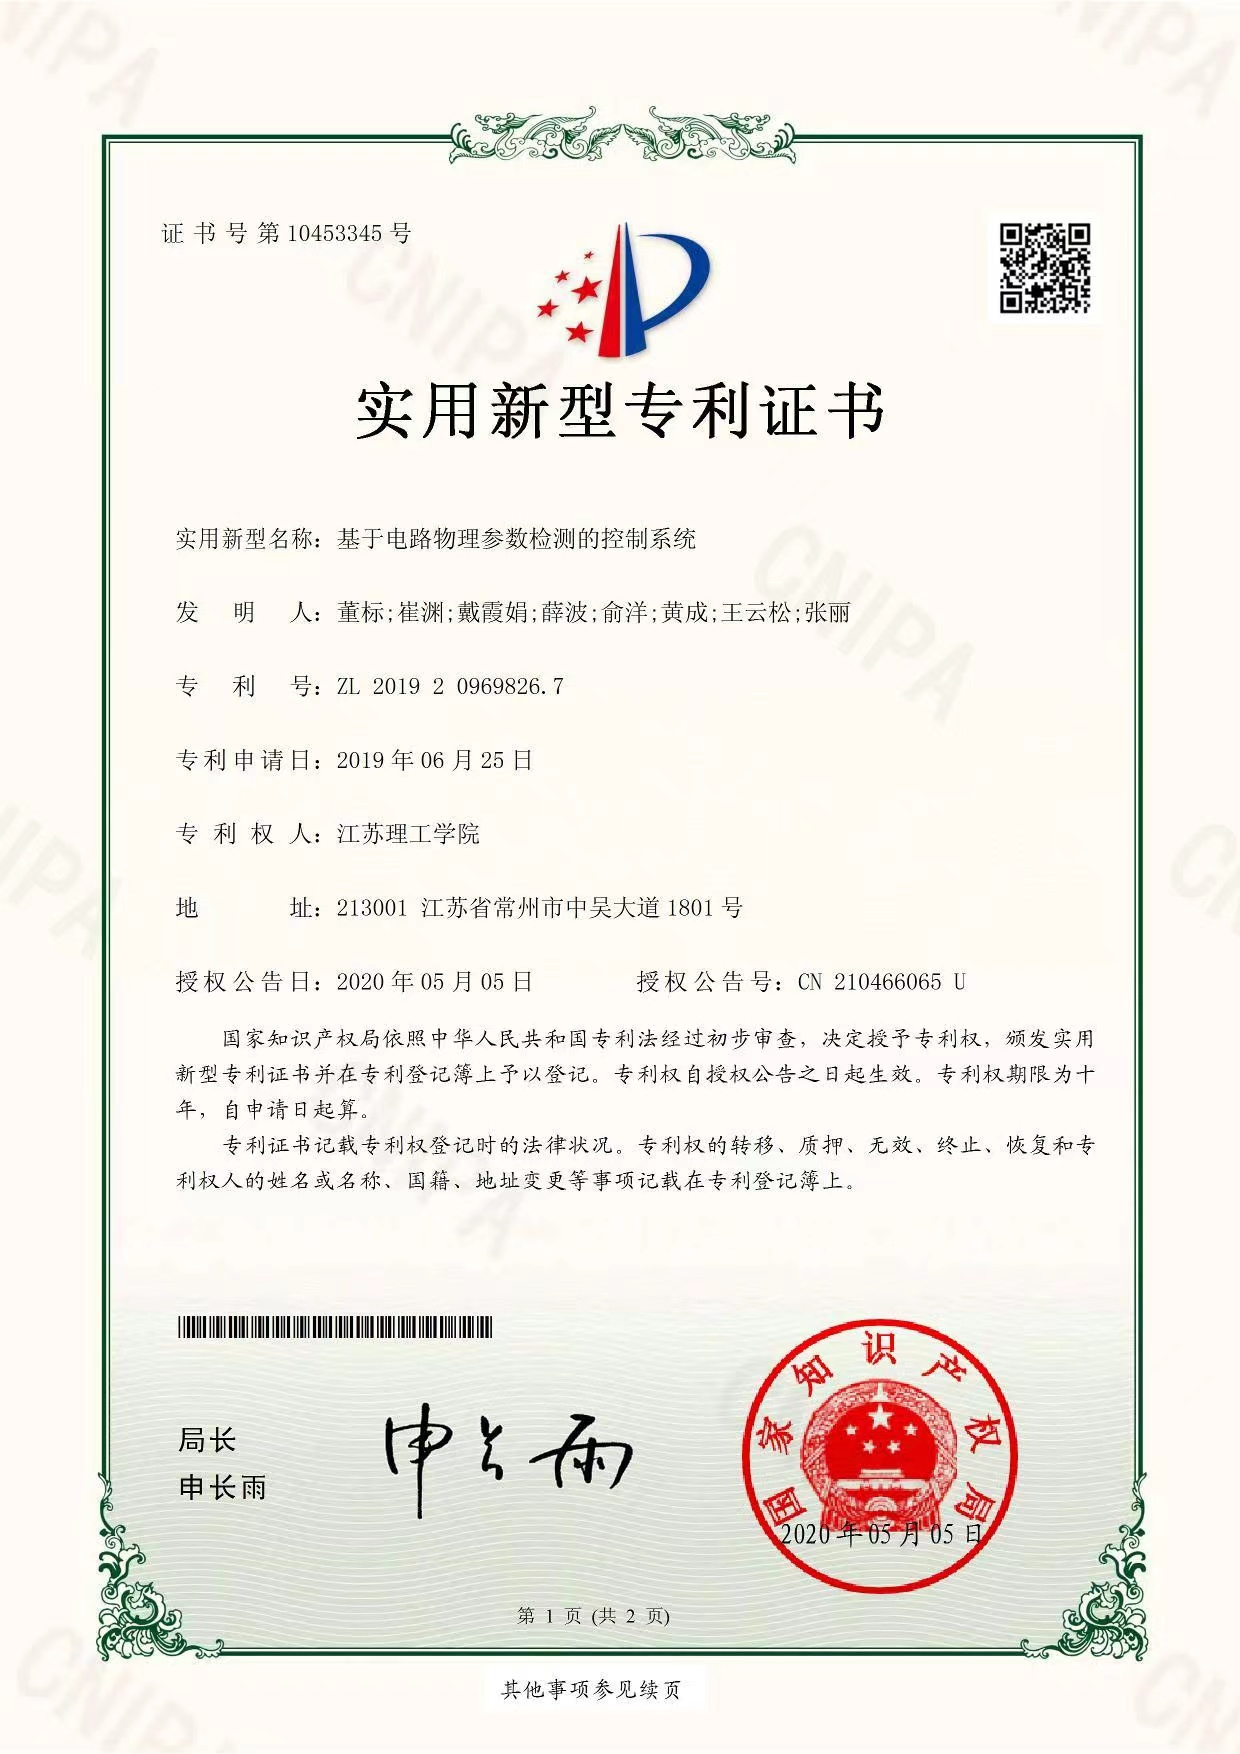 证书号第10453345号
实用新型专利证书
实用新型名称：基于电路物理参数检测的控制系统
发明人：董标;崔渊;戴霞娟;薛波;俞洋;黄成;王云松;张丽
专利号：ZL 2019 2 0969826.7
专利申请日：2019年06月25日
专利权人：江苏理工学院
地址：213001 江苏省常州市中吴大道1801号
授权公告日：2020年05月05日 授权公告号：CN 210466065 U
国家知识产权局依照中华人民共和国专利法经过初步审查，决定授予专利权，颁发实用
新型专利证书并在专利登记簿上予以登记。专利权自授权公告之日起生效。专利权期限为十
年，自申请日起算。
专利证书记载专利权登记时的法律状况。专利权的转移、质押、无效、终止、恢复和专
利权人的姓名或名称、国籍、地址变更等事项记载在专利登记簿上。
局长
申长雨
申长雨
国家知识产权局
2020年05月05日
第 1 页 (共 2 页)
其他事项参见续页
CNIPA
CNIPA
CNIPA
CNIPA
CNIPA
CNIPA
CNIPA